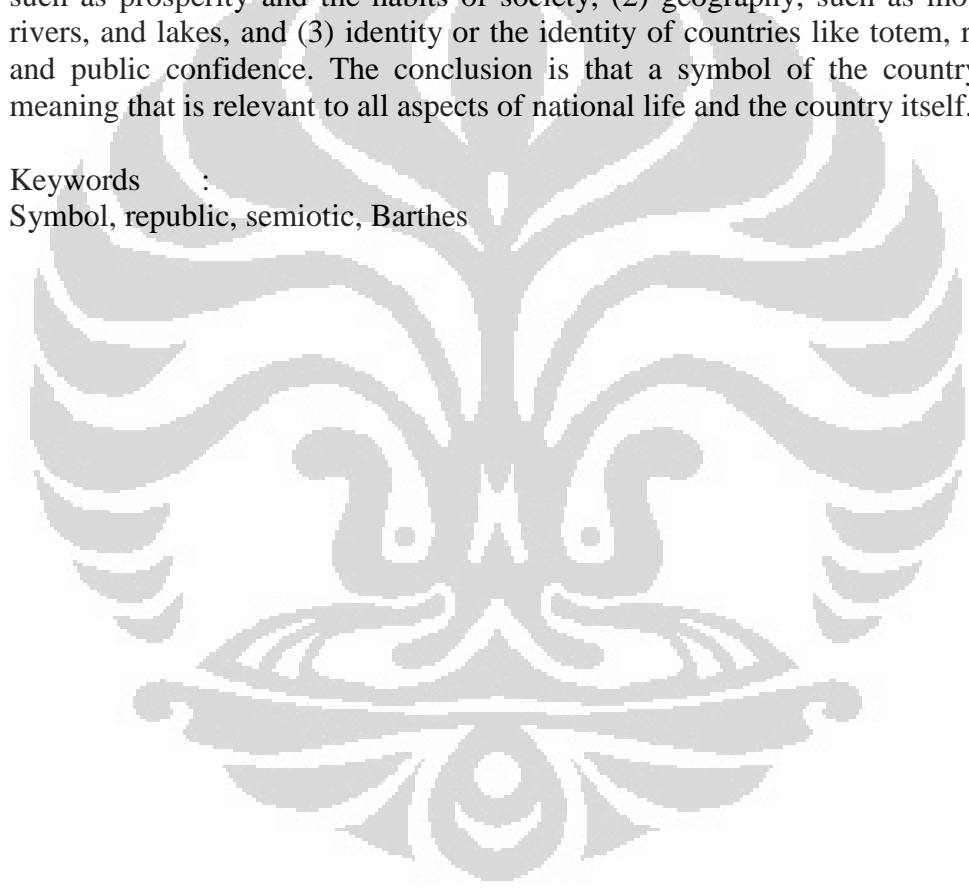 such as prosperity and the habits of society, (2) geography, such as
rivers, and lakes, and (3) identity or the identity of countries like totem,
and public confidence. The conclusion is that a symbol of the country
meaning that is relevant to all aspects of national life and the country itself.
Keywords :
Symbol, republic, semiotic, Barthes